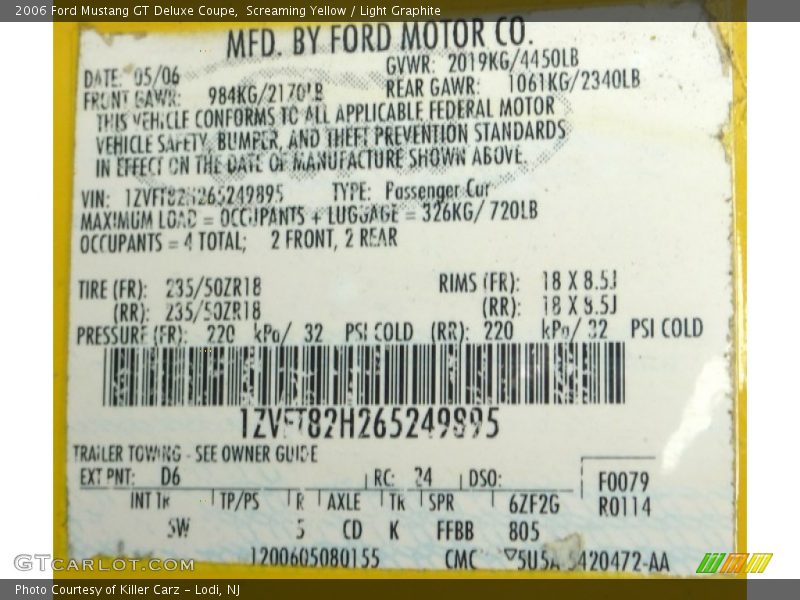 2006 Ford Mustang GT Deluxe Coupe, Screaming Yellow / Light Graphite
MFD. BY FORD MOTOR CO.
DATE: 05/06 GVWR: 2019KG/4450LB
FRONT GAWR: 984KG/2170LB REAR GAWR: 1061KG/2340LB
THIS VEHICLE CONFORMS TO ALL APPLICABLE FEDERAL MOTOR
VEHICLE SAFETY, BUMPER, AND THEFT PREVENTION STANDARDS
IN EFFECT ON THE DATE OF MANUFACTURE SHOWN ABOVE.
VIN: 1ZVFT82H265249895 TYPE: Passenger Car
MAXIMUM LOAD = OCCUPANTS + LUGGAGE = 326KG/ 720LB
OCCUPANTS = 4 TOTAL; 2 FRONT, 2 REAR
TIRE (FR): 235/50ZR18 RIMS (FR): 18 X 8.5J
(RR): 235/50ZR18 (RR): 18 X 8.5J
PRESSURE (FR): 220 kPa/ 32 PSI COLD (RR): 220 kPa/ 32 PSI COLD
1ZVFT82H265249895
TRAILER TOWING - SEE OWNER GUIDE
EXT PNT: D6 RC: 24 DSO: F0079
INT TR TP/PS R AXLE TR SPR 6ZF2G R0114
SW 5 CD K FFBB 805
1200605080155 CMC ▽5U5A 3420472-AA
GTCARLOT.COM
Photo Courtesy of Killer Carz - Lodi, NJ